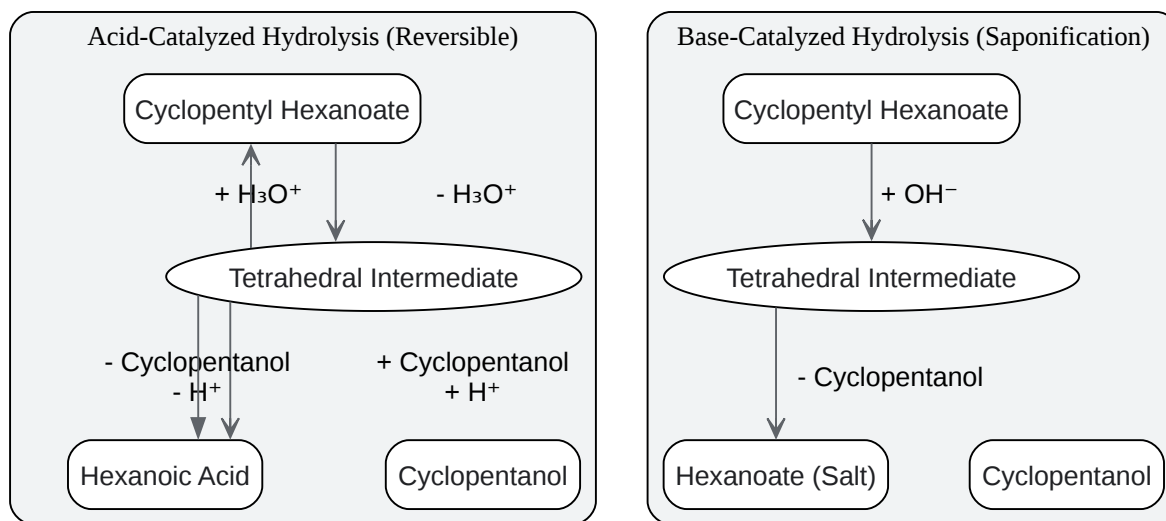 Acid-Catalyzed Hydrolysis (Reversible)
Cyclopentyl Hexanoate
+ H₃O⁺
- H₃O⁺
Tetrahedral Intermediate
- Cyclopentanol
- H⁺
+ Cyclopentanol
+ H⁺
Hexanoic Acid
Cyclopentanol
Base-Catalyzed Hydrolysis (Saponification)
Cyclopentyl Hexanoate
+ OH⁻
Tetrahedral Intermediate
- Cyclopentanol
Hexanoate (Salt)
Cyclopentanol